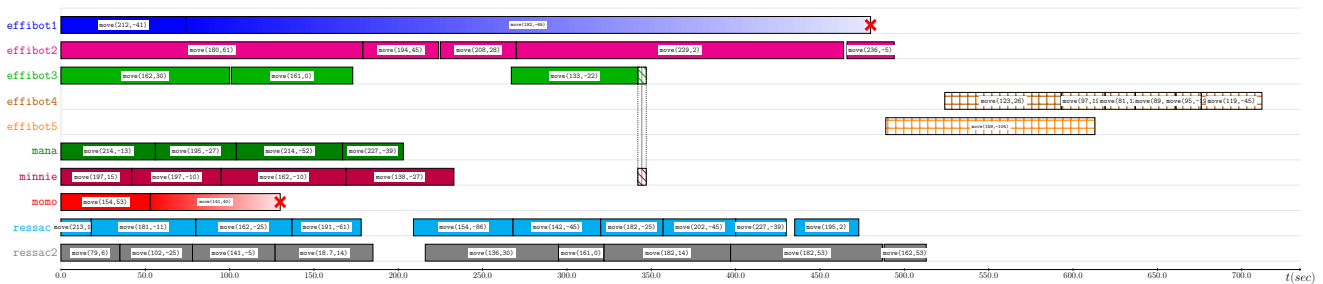 effibot1 move(212,-41)
effibot2 move(180,61) move(194,45) move(208,28) move(229,2) move(236,-5)
effibot3 move(162,30) move(161,0) move(133,-22)
effibot4 move(123,26) move(119,-45)
effibot5
mana move(214,-13) move(195,-27) move(214,-52) move(227,-39)
minnie move(197,15) move(197,-10) move(162,-10) move(138,-27)
momo move(154,53)
ressac move(181,-11) move(162,-25) move(191,-61) move(154,-86) move(142,-45) move(182,-25) move(202,-45) move(227,-39) move(195,2)
ressac2 move(79,6) move(102,-25) move(141,-5) move(18.7,14) move(136,30) move(161,0) move(182,14) move(182,53) move(162,53)
0.0 50.0 100.0 150.0 200.0 250.0 300.0 350.0 400.0 450.0 500.0 550.0 600.0 650.0 700.0
t(sec)